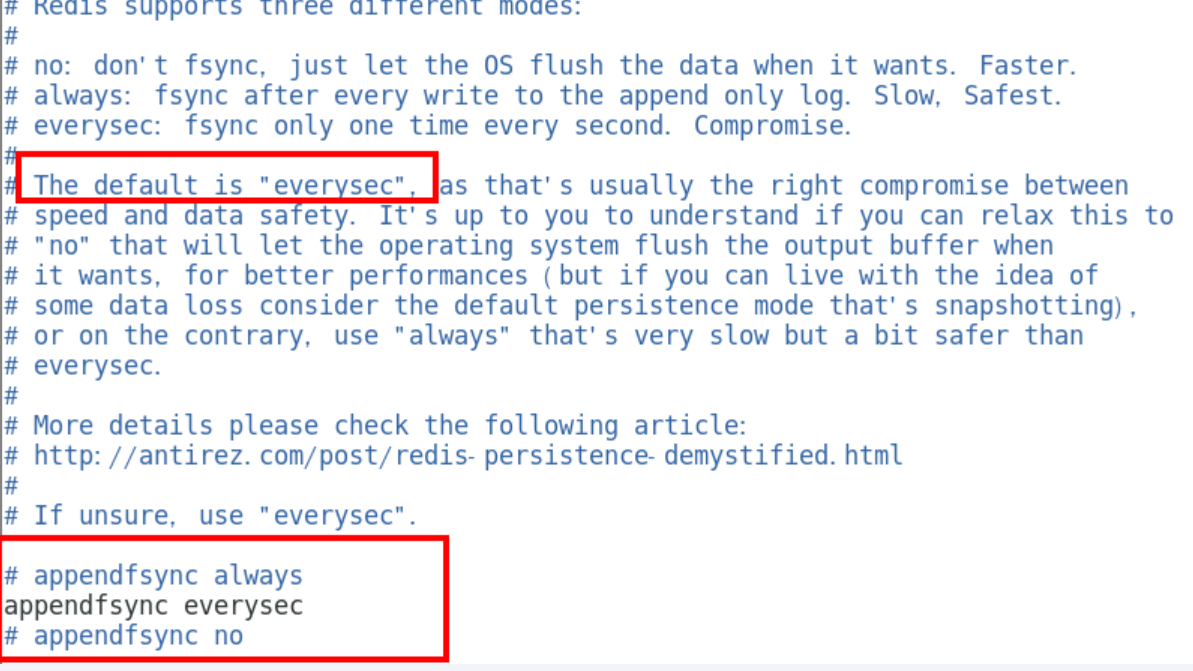 # Redis supports three different modes:
#
# no: don't fsync, just let the OS flush the data when it wants. Faster.
# always: fsync after every write to the append only log. Slow, Safest.
# everysec: fsync only one time every second. Compromise.
#
# The default is "everysec", as that's usually the right compromise between
# speed and data safety. It's up to you to understand if you can relax this to
# "no" that will let the operating system flush the output buffer when
# it wants, for better performances (but if you can live with the idea of
# some data loss consider the default persistence mode that's snapshotting),
# or on the contrary, use "always" that's very slow but a bit safer than
# everysec.
#
# More details please check the following article:
# http://antirez.com/post/redis-persistence-demystified.html
#
# If unsure, use "everysec".
# appendfsync always
appendfsync everysec
# appendfsync no